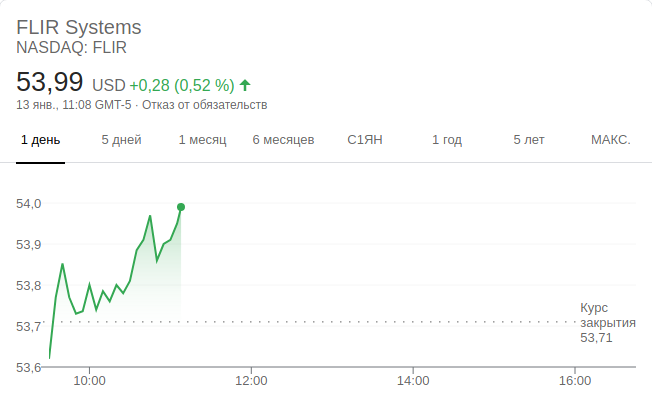 FLIR Systems
NASDAQ: FLIR
53,99 USD +0,28 (0,52 %)
13 янв., 11:08 GMT-5 · Отказ от обязательств
1 день 5 дней 1 месяц 6 месяцев С1ЯН 1 год 5 лет МАКС.
54,0
53,9
53,8
53,7
53,6
Курс
закрытия
53,71
10:00 12:00 14:00 16:00